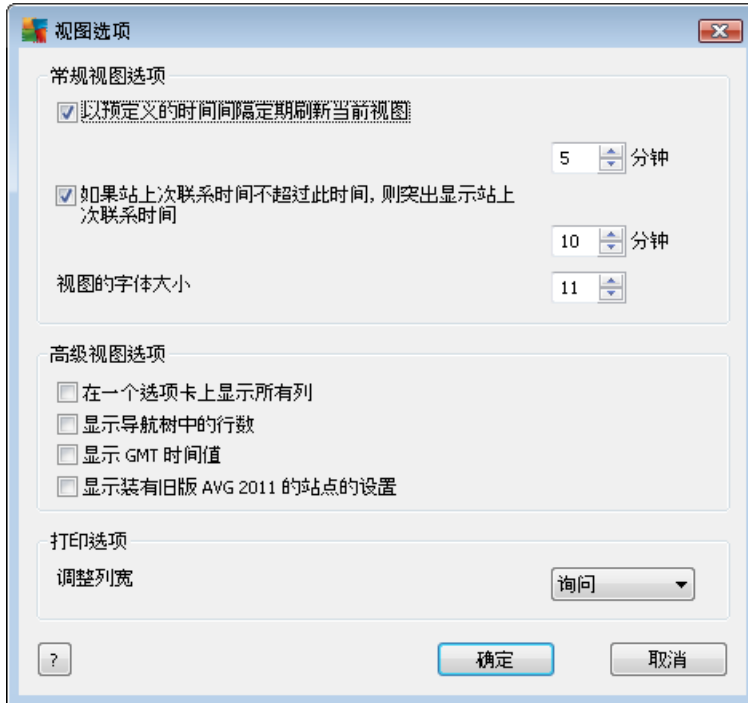 视图选项
常规视图选项
以预定义的时间间隔定期刷新当前视图
5 分钟
如果站上次联系时间不超过此时间, 则突出显示站上
次联系时间
10 分钟
视图的字体大小 11
高级视图选项
在一个选项卡上显示所有列
显示导航树中的行数
显示 GMT 时间值
显示装有旧版 AVG 2011 的站点的设置
打印选项
调整列宽 询问
? 确定 取消